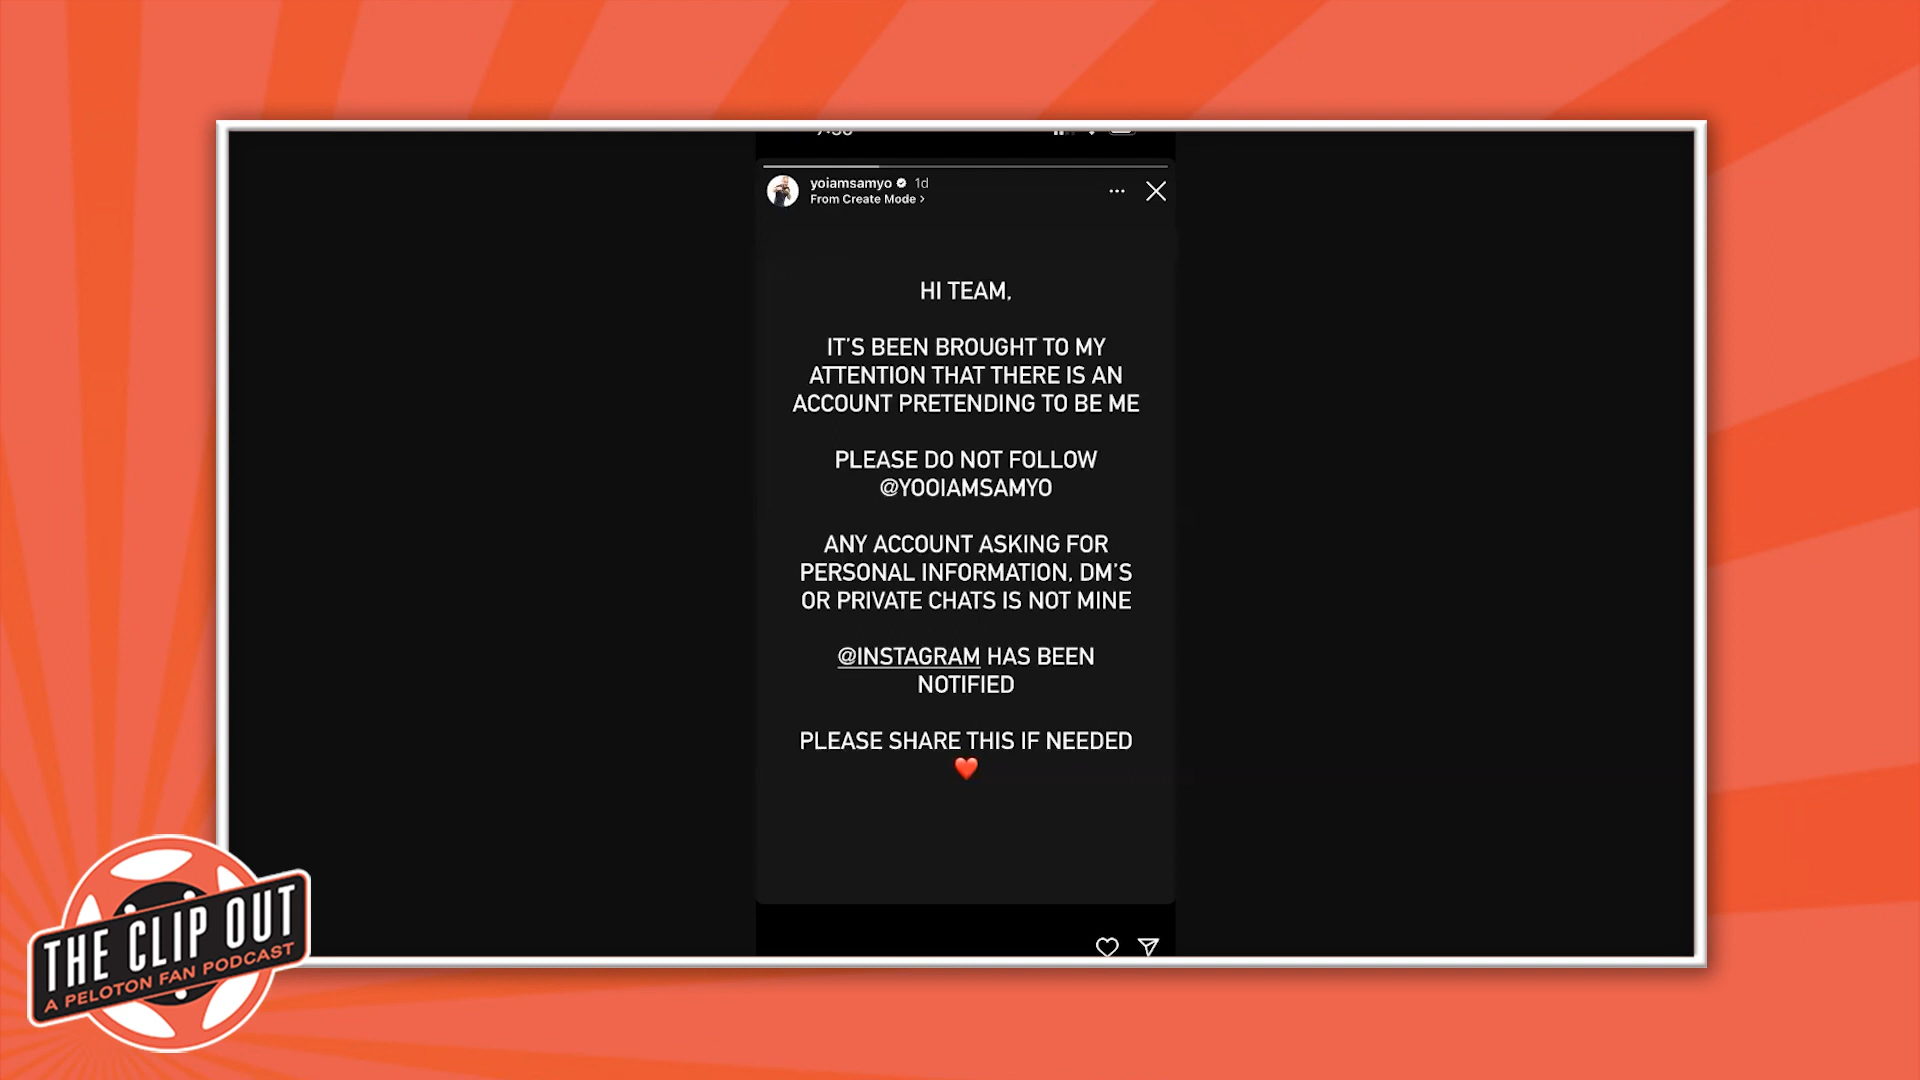 yoiamsamyo 1d
From Create Mode >
HI TEAM,
IT'S BEEN BROUGHT TO MY
ATTENTION THAT THERE IS AN
ACCOUNT PRETENDING TO BE ME
PLEASE DO NOT FOLLOW
@YOOIAMSAMYO
ANY ACCOUNT ASKING FOR
PERSONAL INFORMATION, DM'S
OR PRIVATE CHATS IS NOT MINE
@INSTAGRAM HAS BEEN
NOTIFIED
PLEASE SHARE THIS IF NEEDED
❤️
THE CLIP OUT
A PELOTON FAN PODCAST